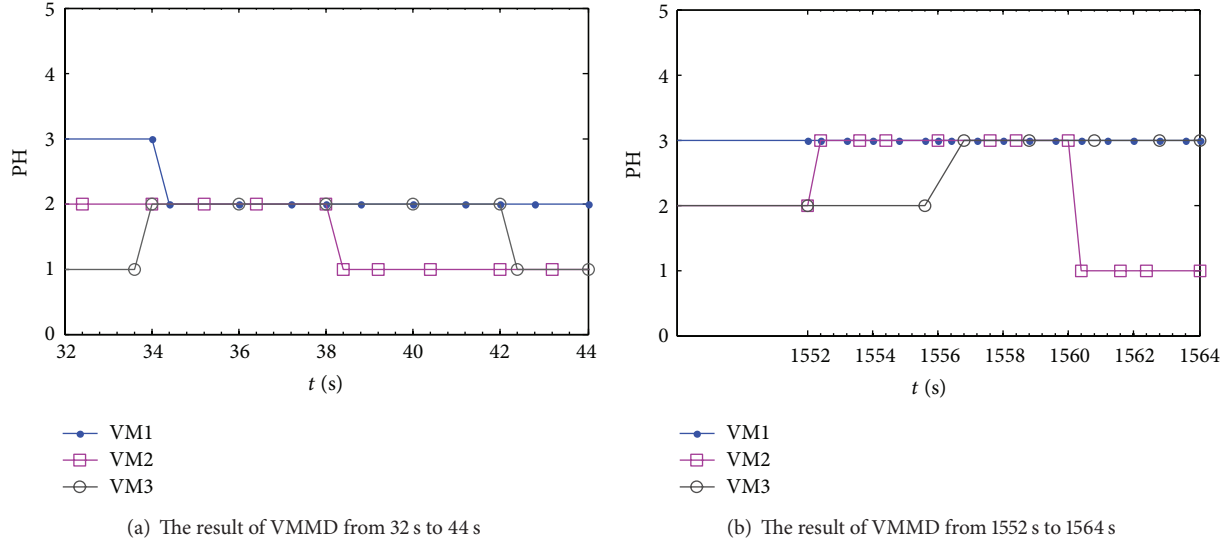 5
4
3
2
1
0
PH
32 34 36 38 40 42 44
t (s)
VM1
VM2
VM3
(a) The result of VMMD from 32 s to 44 s
5
4
3
2
1
0
PH
1552 1554 1556 1558 1560 1562 1564
t (s)
VM1
VM2
VM3
(b) The result of VMMD from 1552 s to 1564 s